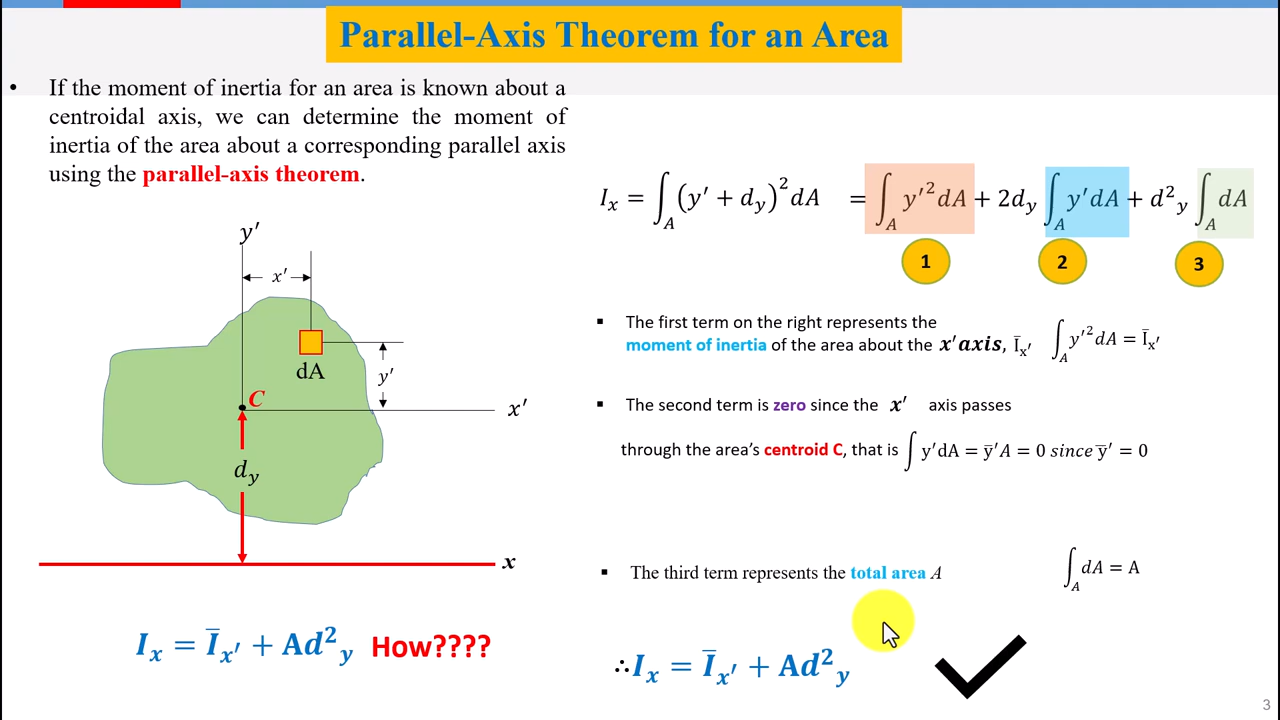 Parallel-Axis Theorem for an Area
• If the moment of inertia for an area is known about a
centroidal axis, we can determine the moment of
inertia of the area about a corresponding parallel axis
using the parallel-axis theorem.
y′
x′
dA
y′
C
x′
d_y
x
I_x = I̅_x′ + Ad²_y How????
I_x = ∫_A (y′ + d_y)² dA = ∫_A y′² dA + 2d_y ∫_A y′dA + d²_y ∫_A dA
1 2 3
▪ The first term on the right represents the
moment of inertia of the area about the x′axis, I̅_x′ ∫_A y′² dA = I̅_x′
▪ The second term is zero since the x′ axis passes
through the area's centroid C, that is ∫ y′dA = y̅′A = 0 since y̅′ = 0
▪ The third term represents the total area A ∫_A dA = A
∴I_x = I̅_x′ + Ad²_y
3